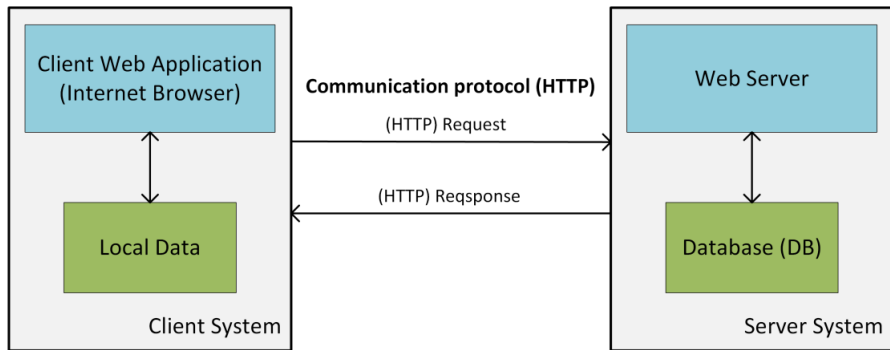 Client Web Application
(Internet Browser)
Communication protocol (HTTP)
Web Server
(HTTP) Request
(HTTP) Reqsponse
Local Data
Database (DB)
Client System
Server System